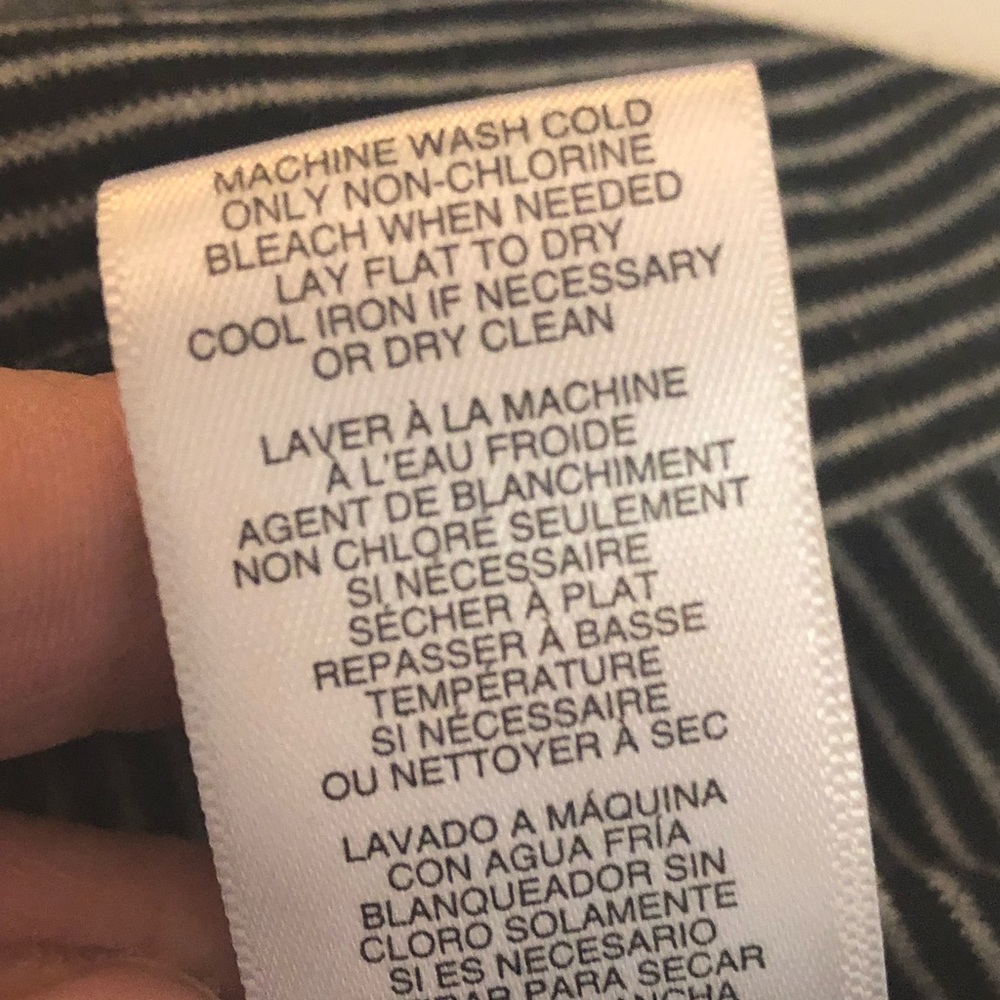 MACHINE WASH COLD
ONLY NON-CHLORINE
BLEACH WHEN NEEDED
LAY FLAT TO DRY
COOL IRON IF NECESSARY
OR DRY CLEAN
LAVER À LA MACHINE
À L'EAU FROIDE
AGENT DE BLANCHIMENT
NON CHLORÉ SEULEMENT
SI NÉCESSAIRE
SÉCHER À PLAT
REPASSER À BASSE
TEMPÉRATURE
SI NÉCESSAIRE
OU NETTOYER À SEC
LAVADO A MÁQUINA
CON AGUA FRÍA
BLANQUEADOR SIN
CLORO SOLAMENTE
SI ES NECESARIO
PARA SECAR